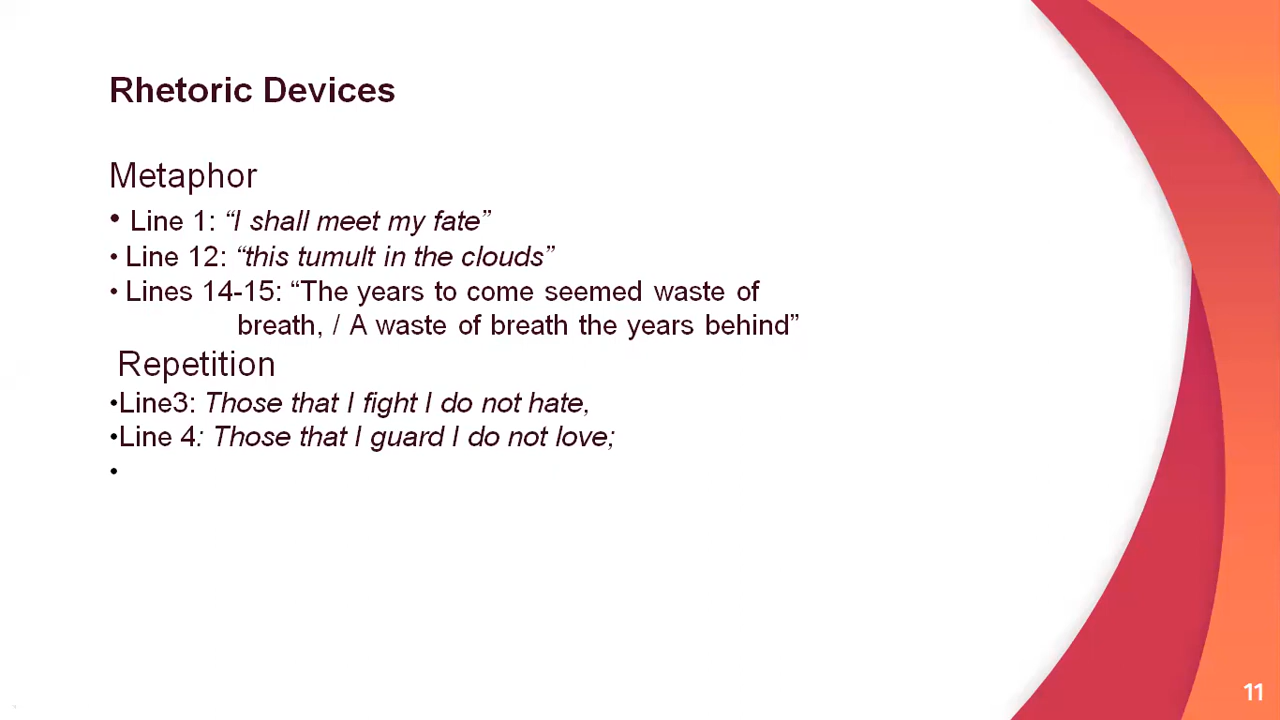 Rhetoric Devices
Metaphor
• Line 1: “I shall meet my fate”
• Line 12: “this tumult in the clouds”
• Lines 14-15: “The years to come seemed waste of
breath, / A waste of breath the years behind”
Repetition
•Line3: Those that I fight I do not hate,
•Line 4: Those that I guard I do not love;
•
11